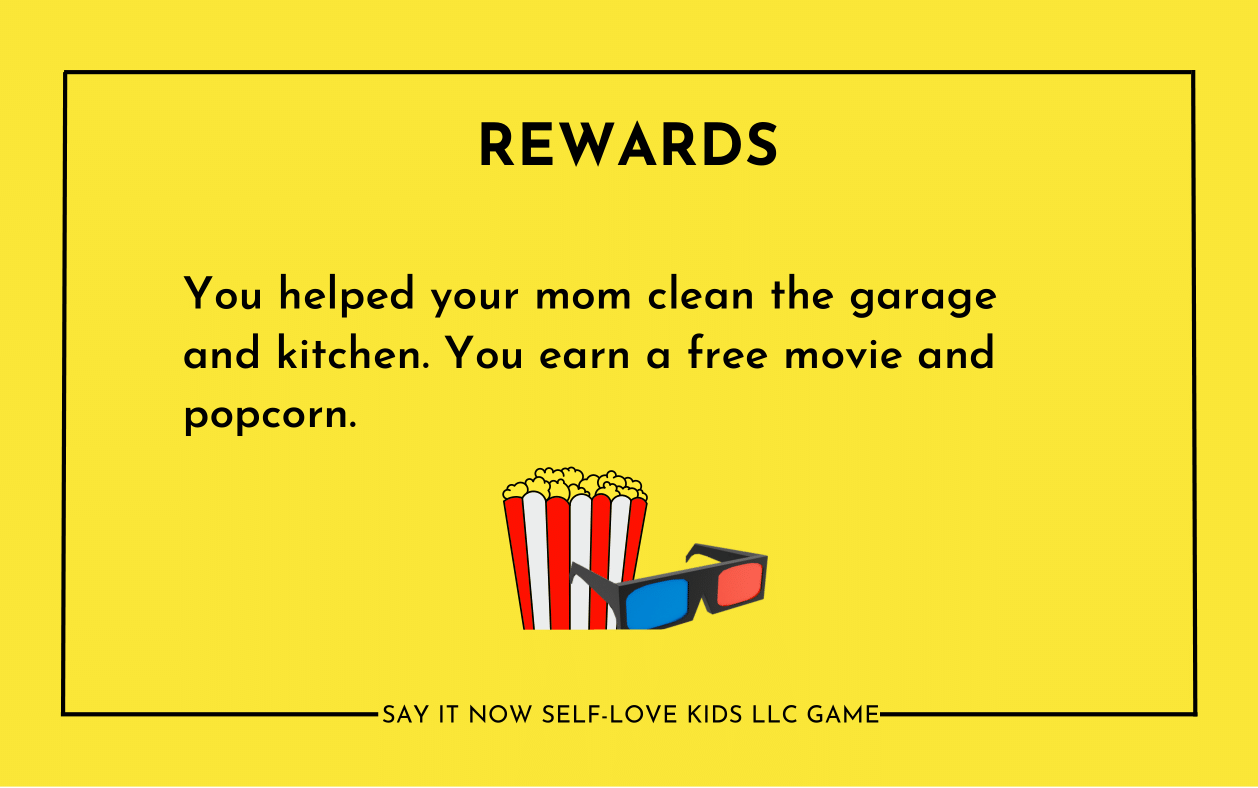 REWARDS
You helped your mom clean the garage
and kitchen. You earn a free movie and
popcorn.
SAY IT NOW SELF-LOVE KIDS LLC GAME